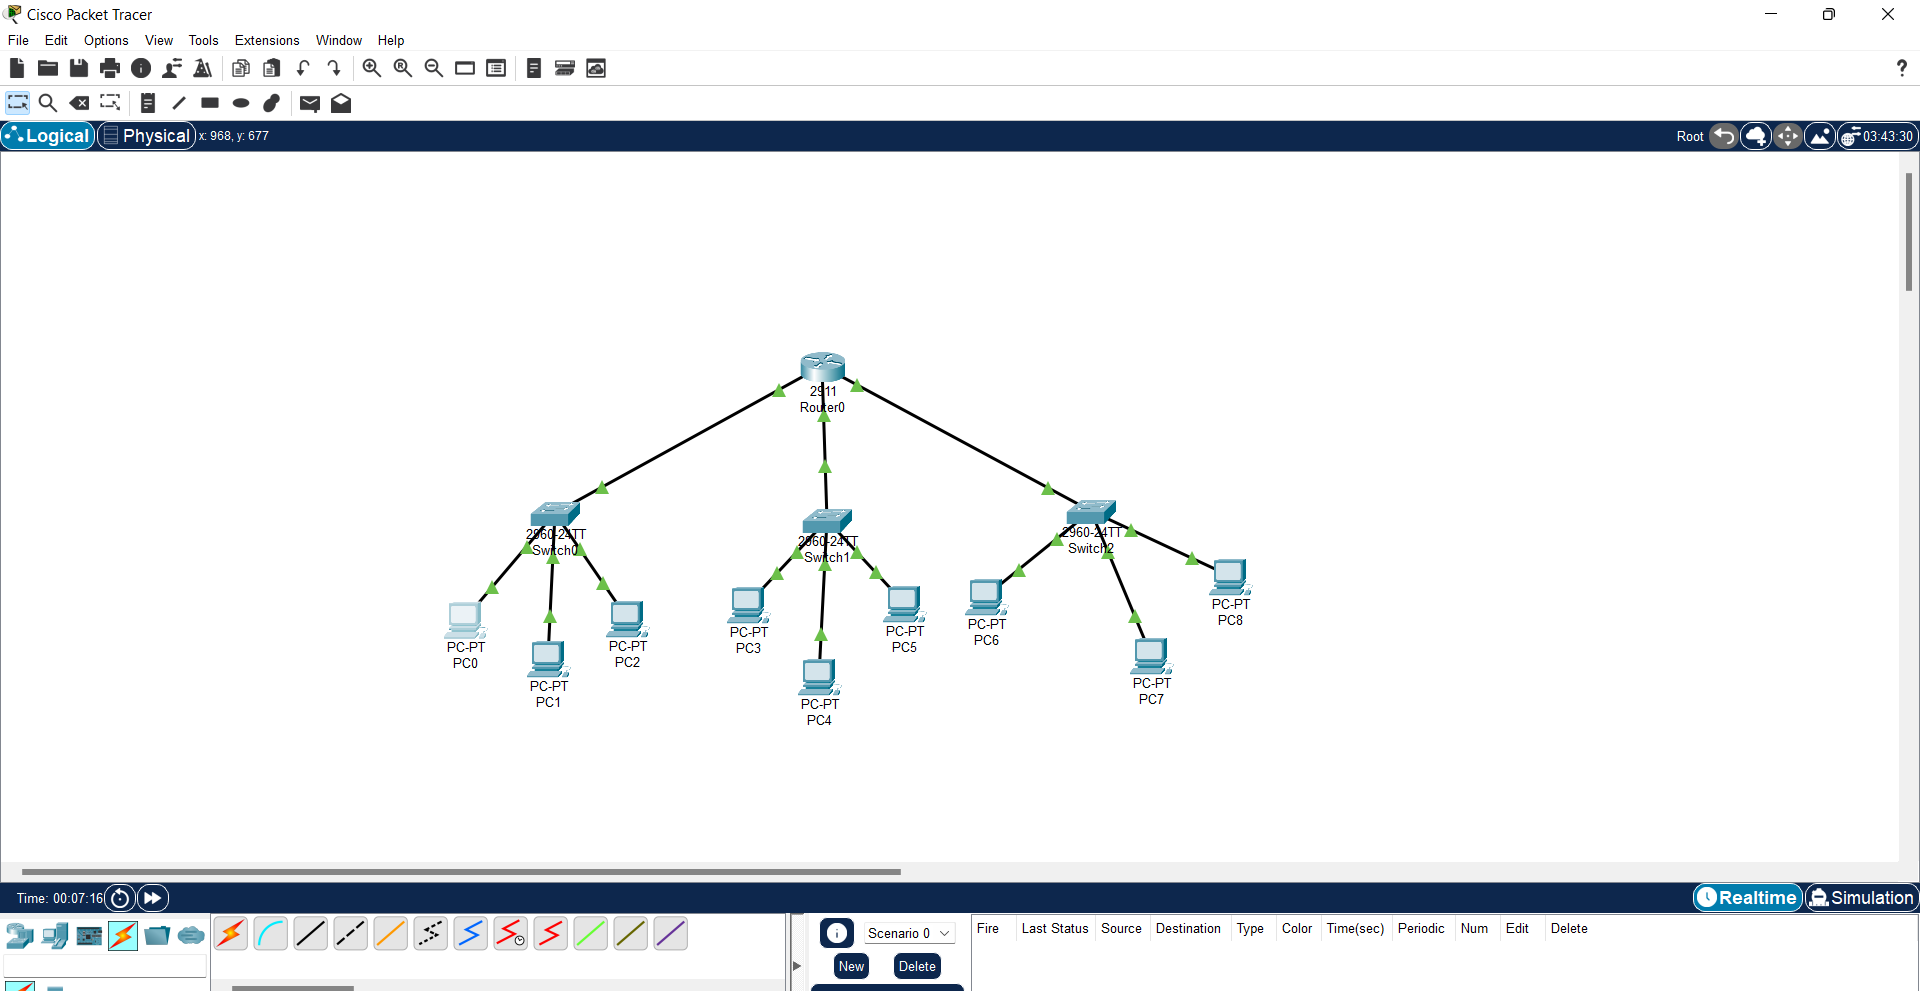 Cisco Packet Tracer
File Edit Options View Tools Extensions Window Help
Logical Physical x: 968, y: 677 Root 03:43:30
2911
Router0
2960-24TT
Switch0
2960-24TT
Switch1
2960-24TT
Switch2
PC-PT
PC0
PC-PT
PC1
PC-PT
PC2
PC-PT
PC3
PC-PT
PC4
PC-PT
PC5
PC-PT
PC6
PC-PT
PC7
PC-PT
PC8
Time: 00:07:16 Realtime Simulation
Scenario 0
New Delete
Fire Last Status Source Destination Type Color Time(sec) Periodic Num Edit Delete